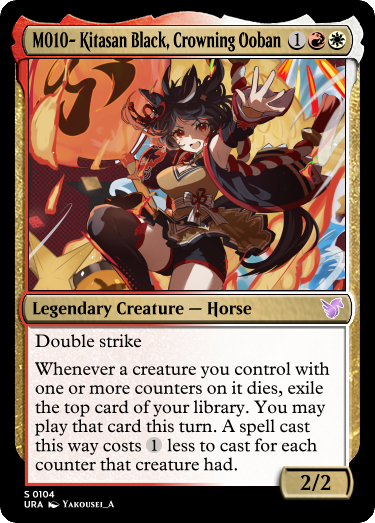 M010- Kitasan Black, Crowning Ooban 1
Legendary Creature — Horse
Double strike
Whenever a creature you control with
one or more counters on it dies, exile
the top card of your library. You may
play that card this turn. A spell cast
this way costs 1 less to cast for each
counter that creature had.
2/2
S 0104
URA Yakousei_A